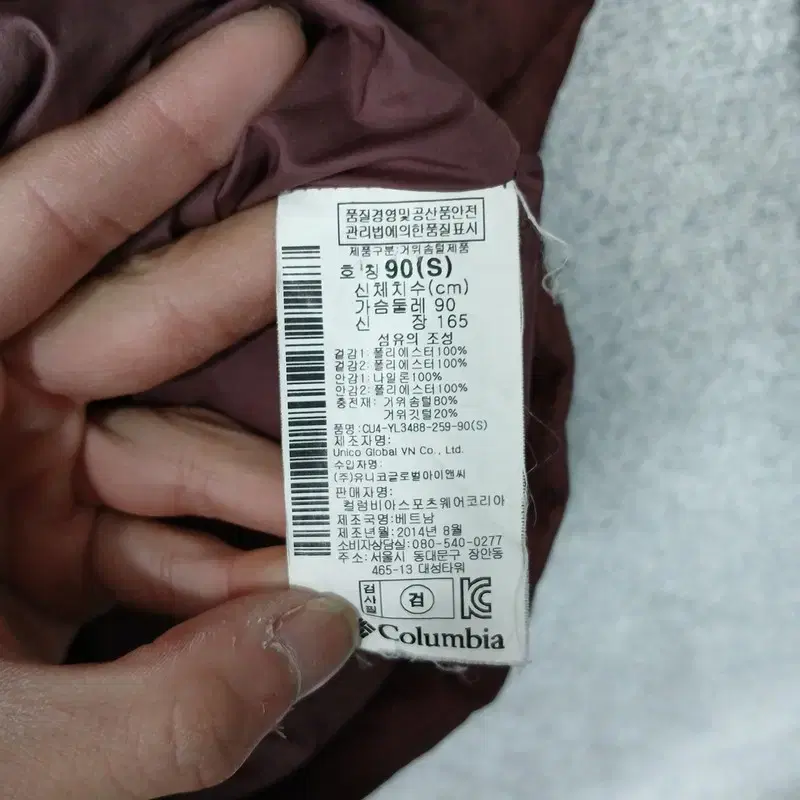 품질경영및공산품안전
관리법에의한품질표시
제품구분:거위솜털제품
호 칭 90(S)
신체치수(cm)
가슴둘레 90
신 장 165
섬유의 조성
겉감1: 폴리에스터100%
겉감2: 폴리에스터100%
안감1: 나일론100%
안감2: 폴리에스터100%
충전재: 거위솜털80%
거위깃털20%
품명:CU4-YL3488-259-90(S)
제조자명:
Unico Global VN Co., Ltd.
수입자명:
(주)유니코글로벌아이앤씨
판매자명:
컬럼비아스포츠웨어코리아
제조국명:베트남
제조년월:2014년 8월
소비자상담실:080-540-0277
주소:서울시 동대문구 장안동
465-13 대성타워
검사필 검 KC
Columbia